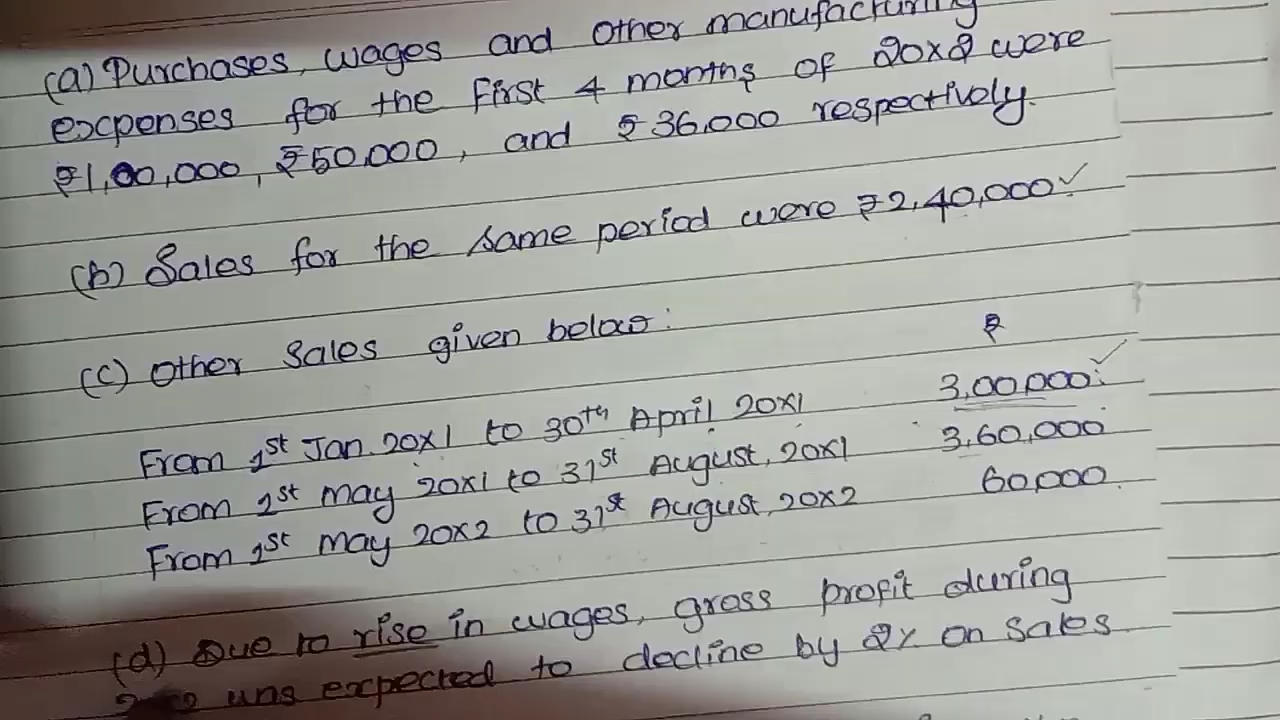 (a) Purchases, wages and other manufacturing
expenses for the first 4 months of 20x2 were
₹1,00,000, ₹50,000, and ₹36,000 respectively.
(b) Sales for the same period were ₹2,40,000
(c) Other sales given below:
₹
From 1st Jan 20x1 to 30th April 20x1 3,00,000
From 1st may 20x1 to 31st August, 20x1 3,60,000
From 1st may 20x2 to 31st August, 20x2 60,000
(d) Due to rise in wages, gross profit during
was expected to decline by 2% on sales